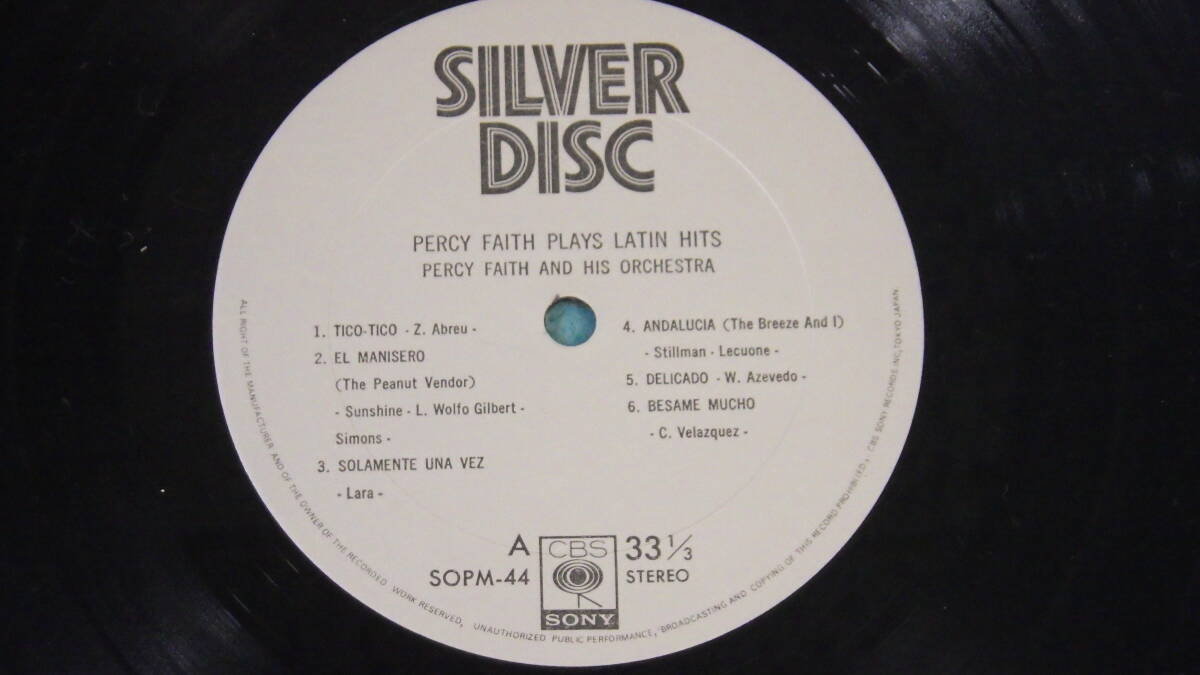 SILVER
DISC
PERCY FAITH PLAYS LATIN HITS
PERCY FAITH AND HIS ORCHESTRA
1. TICO-TICO - Z. Abreu -
2. EL MANISERO
(The Peanut Vendor)
- Sunshine - L. Wolfo Gilbert -
Simons -
3. SOLAMENTE UNA VEZ
- Lara -
4. ANDALUCIA (The Breeze And I)
- Stillman - Lecuone -
5. DELICADO - W. Azevedo -
6. BESAME MUCHO
- C. Velazquez -
A
SOPM-44
CBS
SONY
33 1/3
STEREO
ALL RIGHT OF THE MANUFACTURER AND OF THE OWNER OF THE RECORDED WORK RESERVED, UNAUTHORIZED PUBLIC PERFORMANCE, BROADCASTING AND COPYING OF THIS RECORD PROHIBITED, CBS SONY RECORDS INC, TOKYO JAPAN